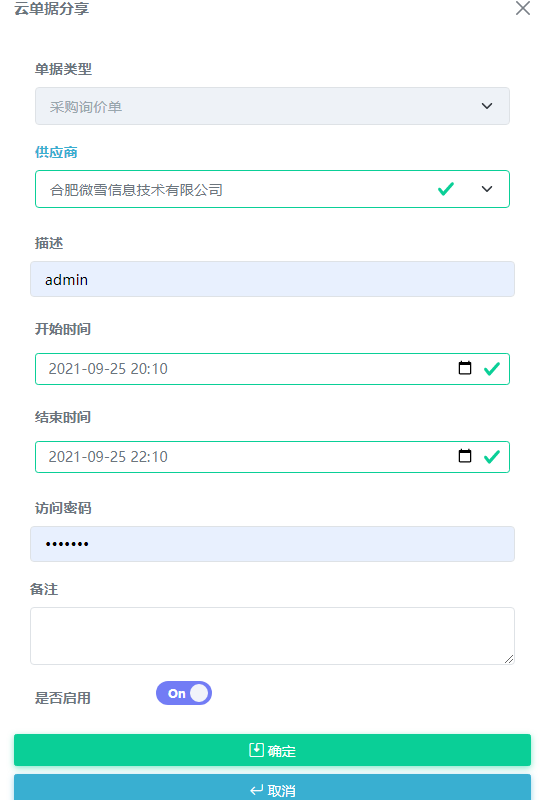 云单据分享
单据类型
采购询价单
供应商
合肥微雪信息技术有限公司
描述
admin
开始时间
2021-09-25 20:10
结束时间
2021-09-25 22:10
访问密码
•••••••
备注
是否启用 On
确定
取消